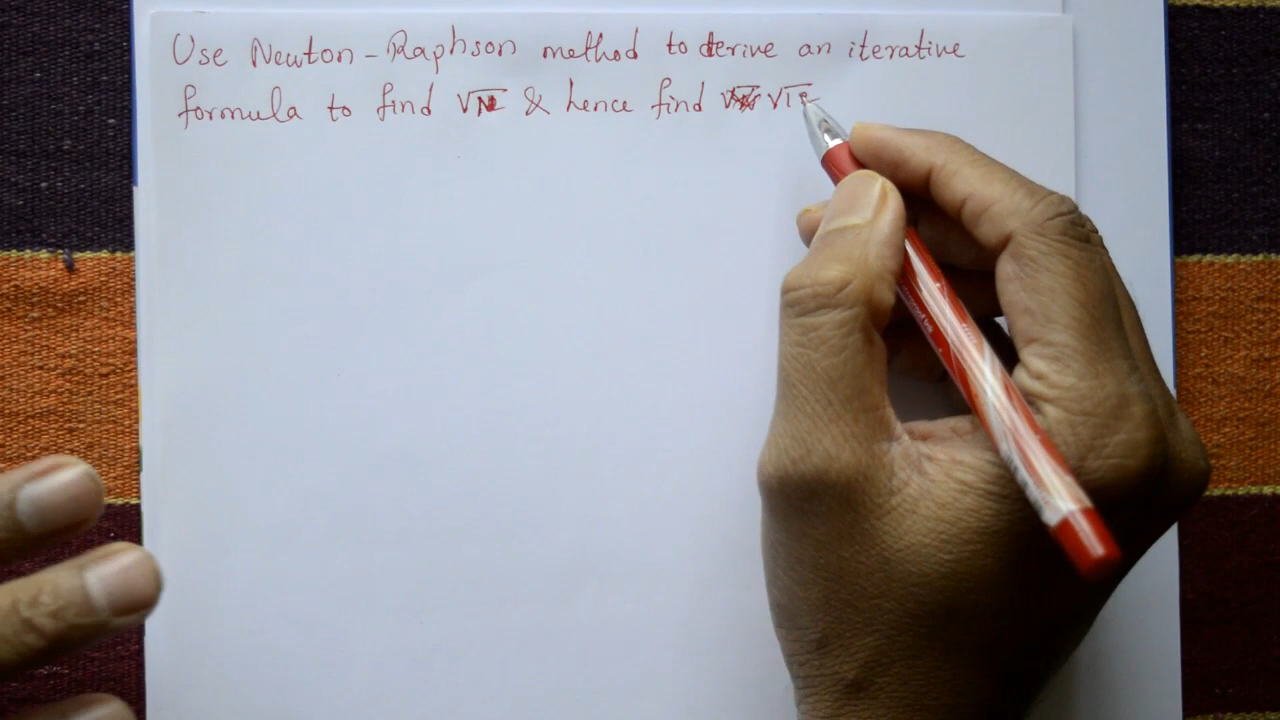 Use Newton - Raphson method to derive an iterative
formula to find √N & hence find